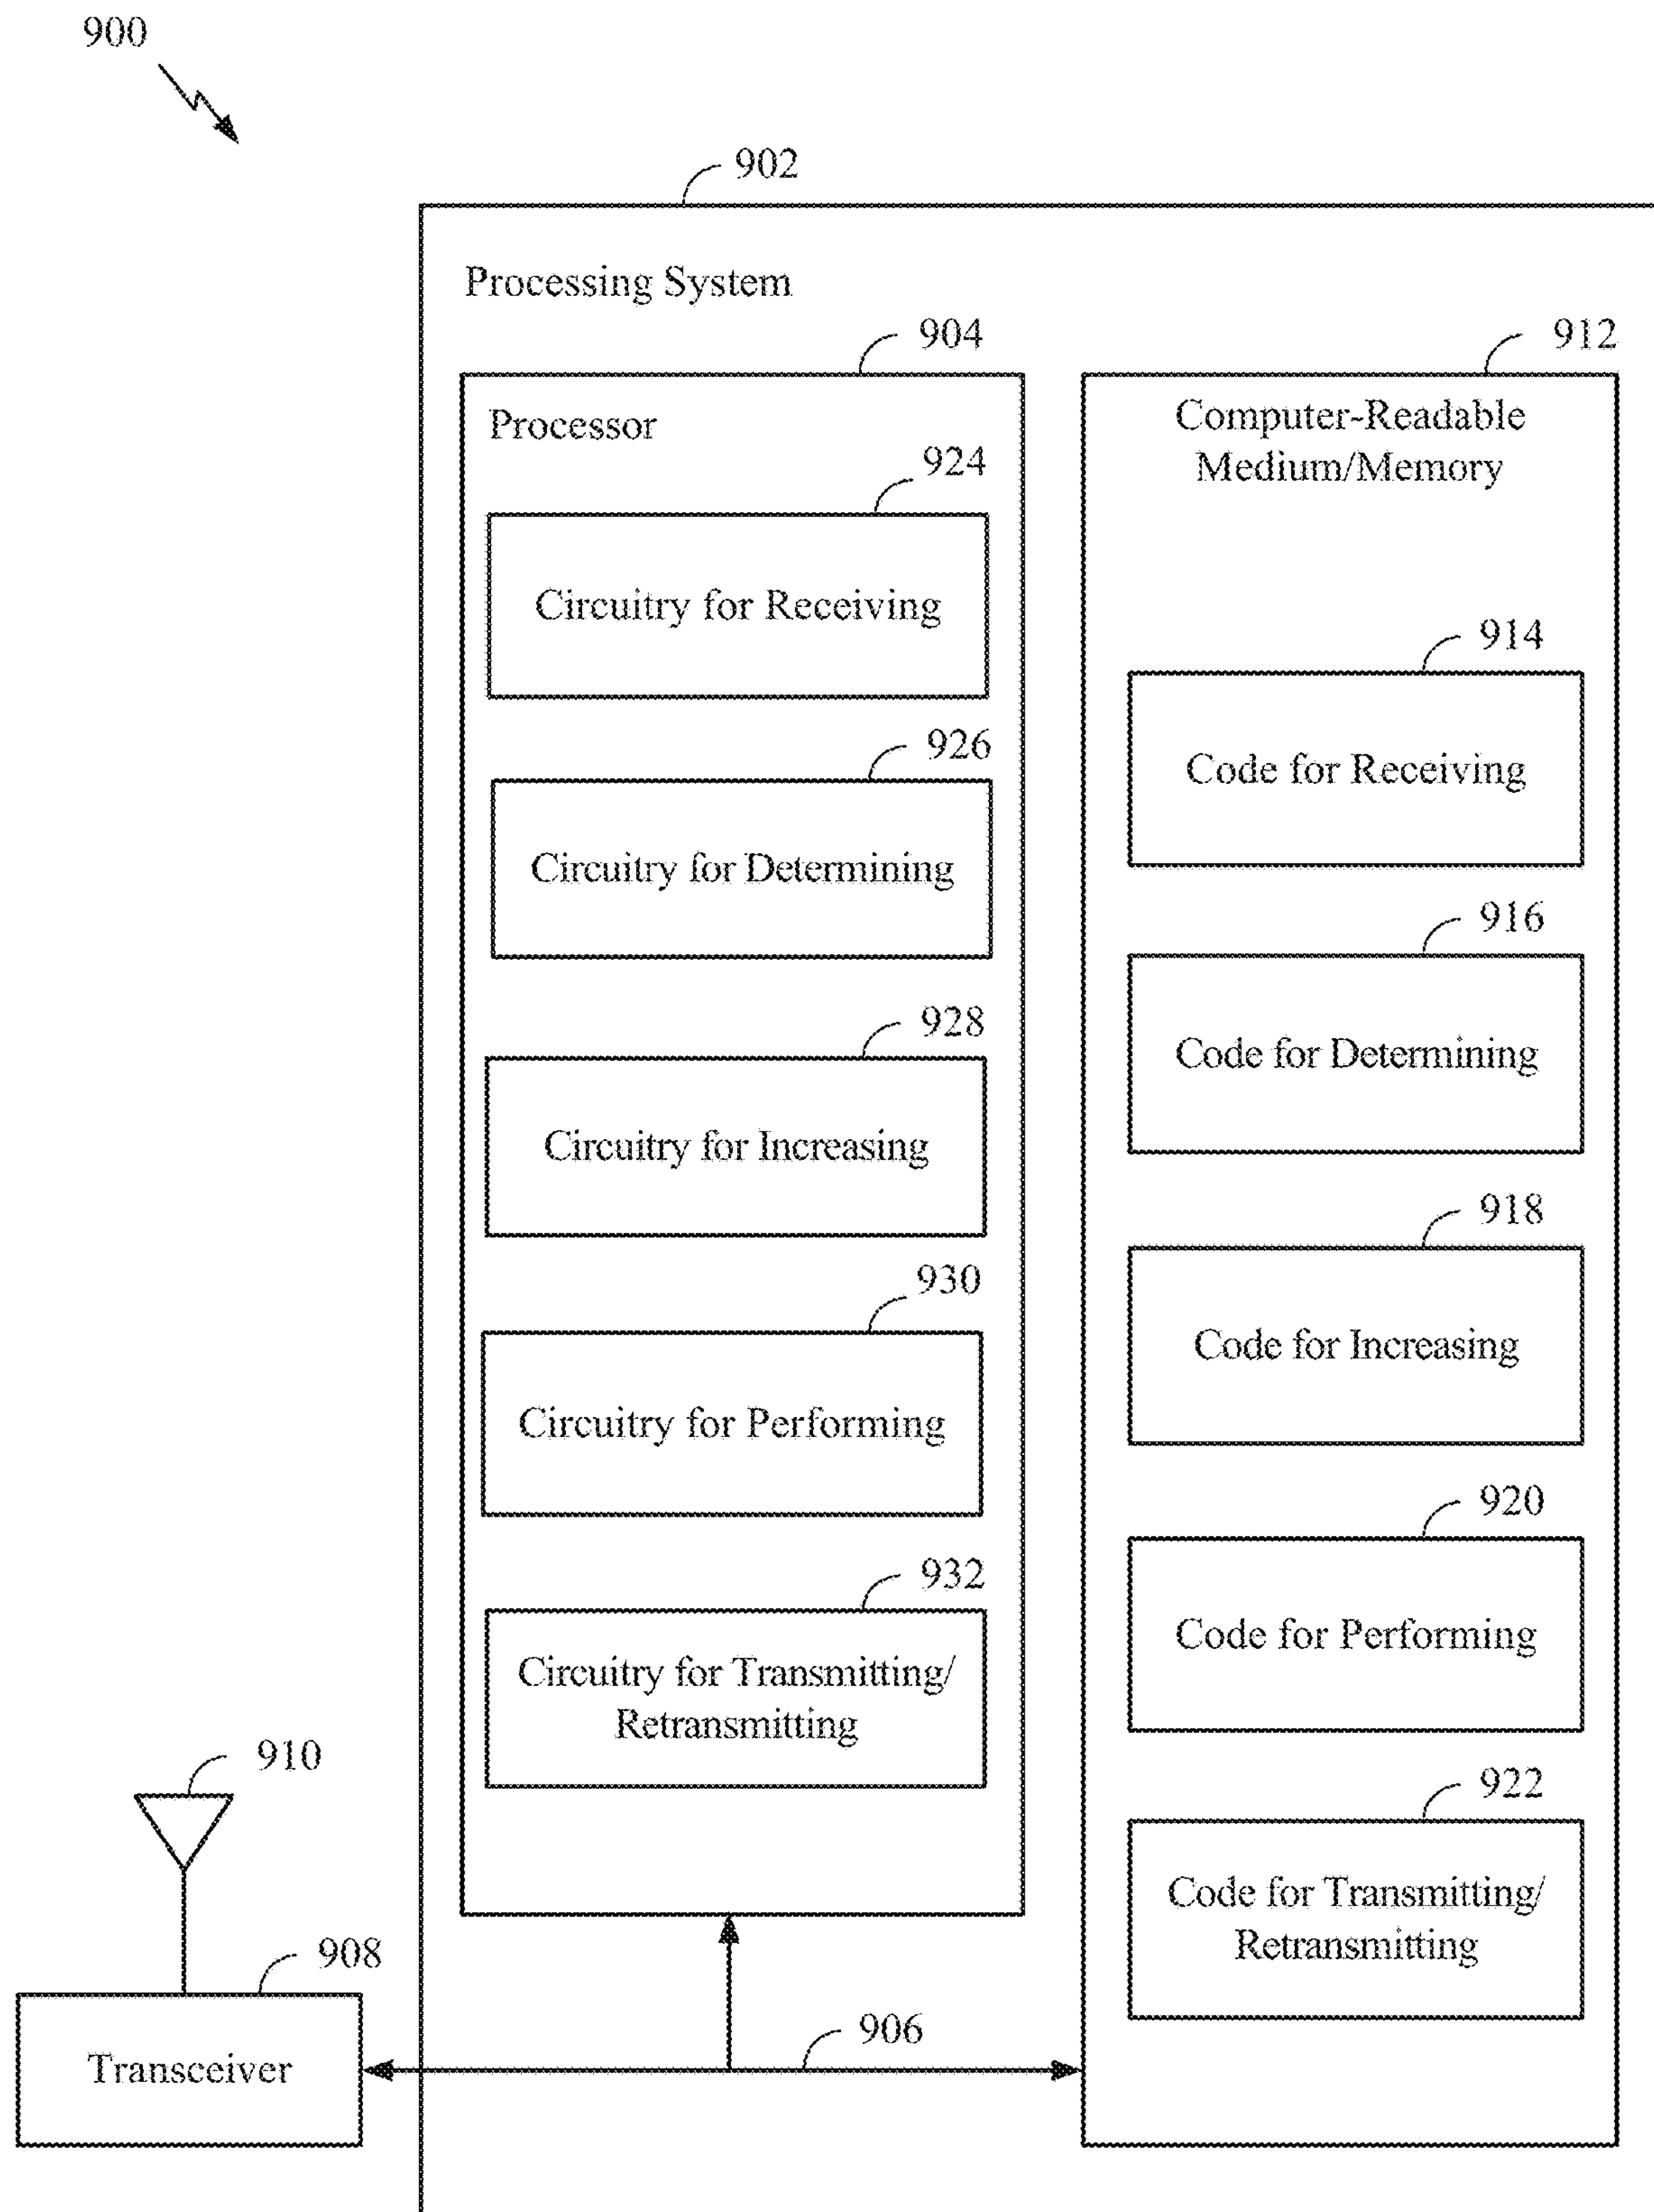 900
902
Processing System
904
912
Processor
Computer-Readable
Medium/Memory
924
Circuitry for Receiving
914
Code for Receiving
926
Circuitry for Determining
916
Code for Determining
928
Circuitry for Increasing
918
Code for Increasing
930
Circuitry for Performing
920
Code for Performing
932
Circuitry for Transmitting/
Retransmitting
922
Code for Transmitting/
Retransmitting
910
908
Transceiver
906